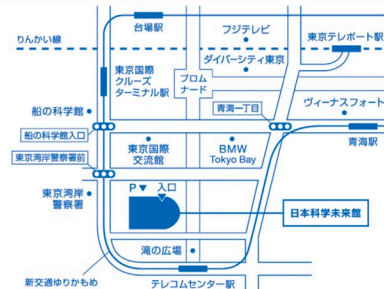 台場駅
フジテレビ
東京テレポート駅
りんかい線
ダイバーシティ東京
東京国際
クルーズ
ターミナル駅
プロム
ナード
船の科学館
青海一丁目
ヴィーナスフォート
船の科学館入口
青海駅
東京国際
交流館
BMW
Tokyo Bay
東京湾岸警察署前
P▼
入口
東京湾岸
警察署
日本科学未来館
滝の広場
新交通ゆりかもめ
テレコムセンター駅